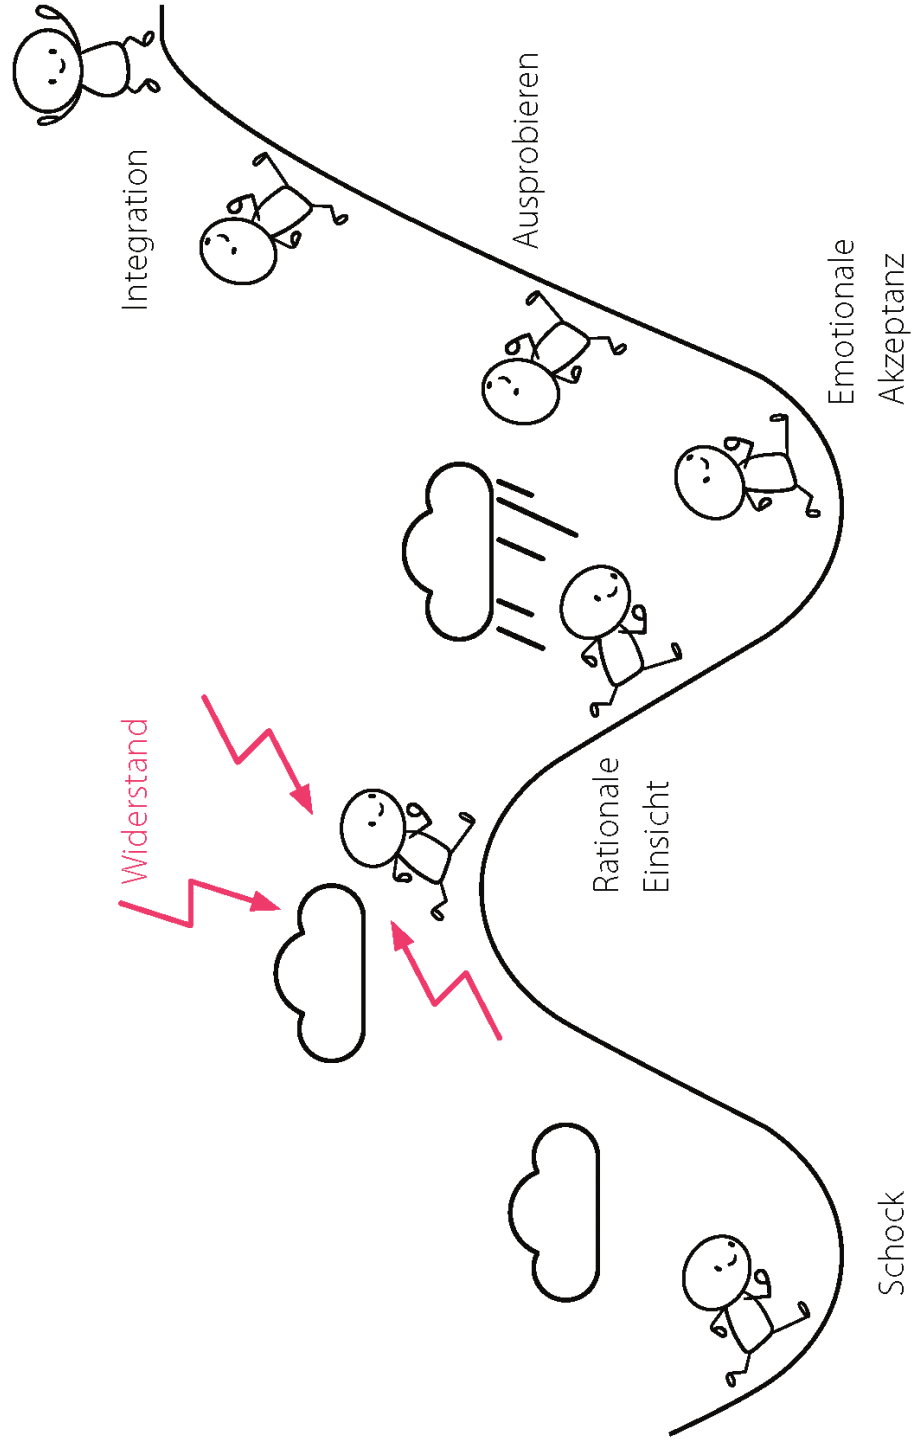 Schock
Widerstand
Rationale
Einsicht
Emotionale
Akzeptanz
Ausprobieren
Integration